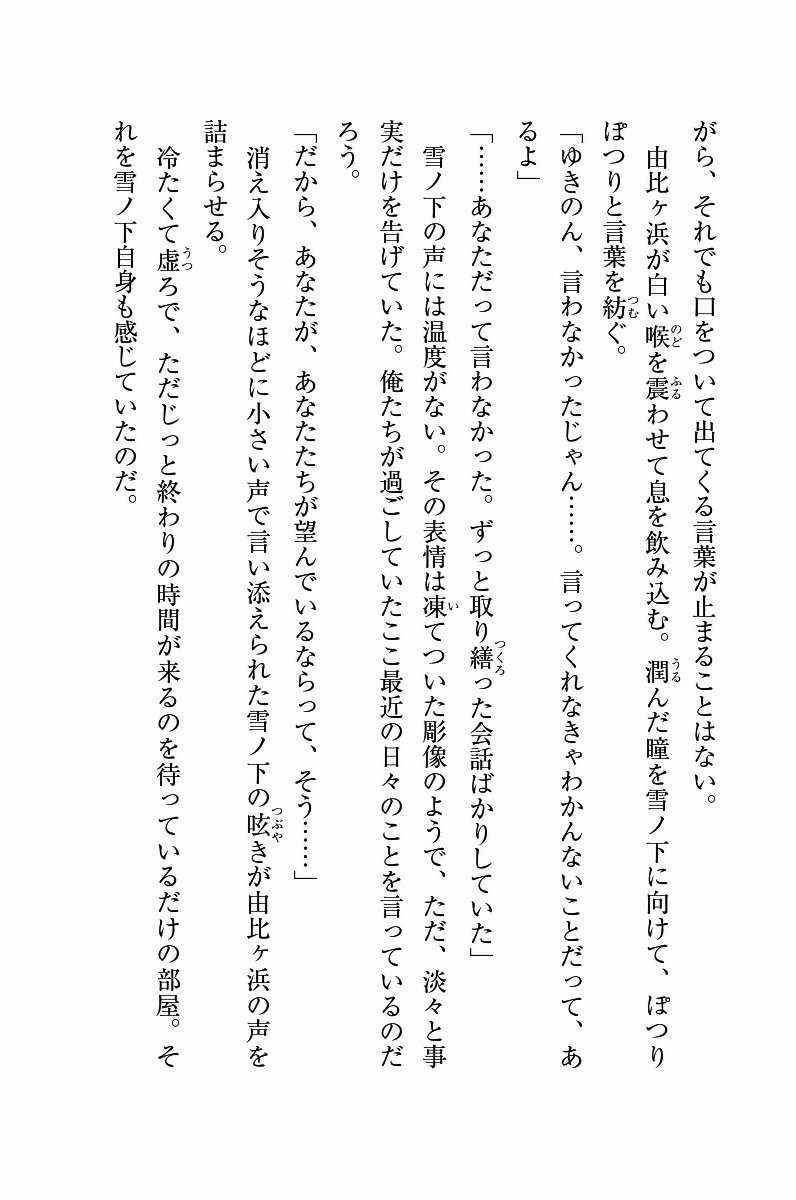 がら、それでも口をついて出てくる言葉が止まることはない。
由比ヶ浜が白い喉を震わせて息を飲み込む。潤んだ瞳を雪ノ下に向けて、ぽつり
ぽつりと言葉を紡ぐ。
「ゆきのん、言わなかったじゃん……。言ってくれなきゃわかんないことだって、あ
るよ」
「……あなただって言わなかった。ずっと取り繕った会話ばかりしていた」
雪ノ下の声には温度がない。その表情は凍てついた彫像のようで、ただ、淡々と事
実だけを告げていた。俺たちが過ごしていたここ最近の日々のことを言っているのだ
ろう。
「だから、あなたが、あなたたちが望んでいるならって、そう……」
消え入りそうなほどに小さい声で言い添えられた雪ノ下の呟きが由比ヶ浜の声を
詰まらせる。
冷たくて虚ろで、ただじっと終わりの時間が来るのを待っているだけの部屋。そ
れを雪ノ下自身も感じていたのだ。